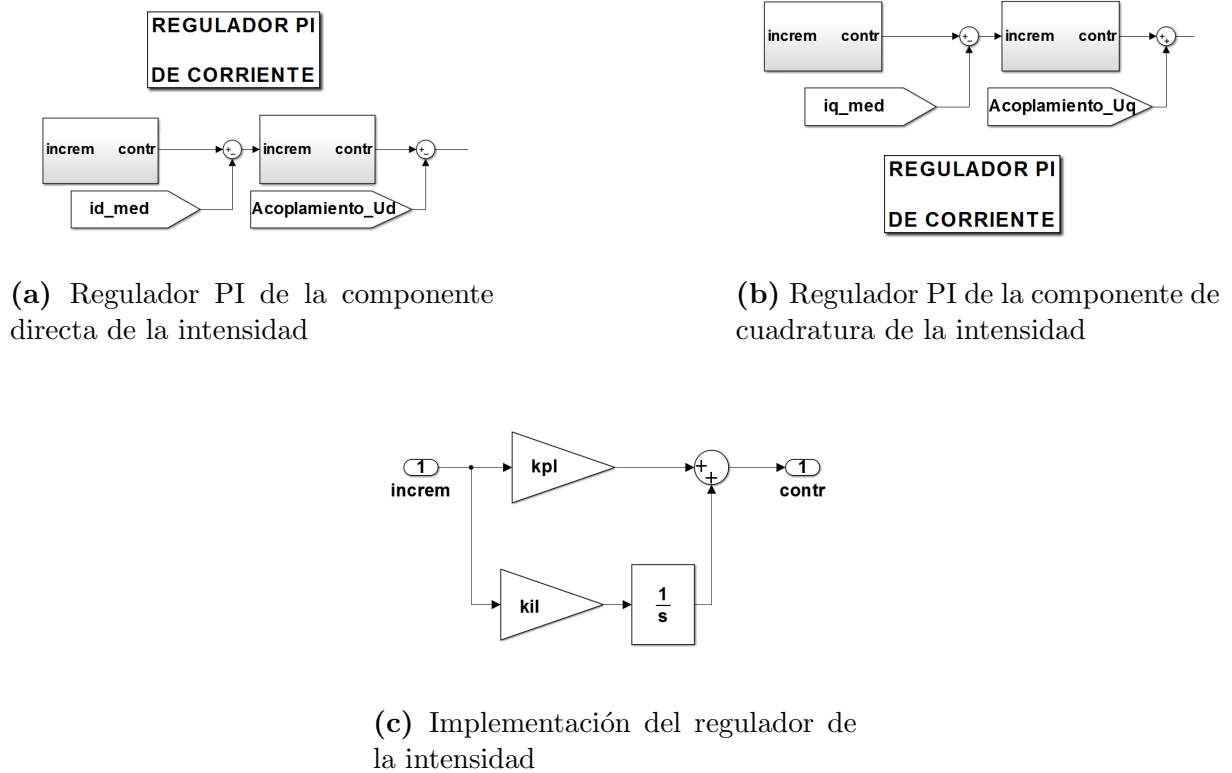 REGULADOR PI
DE CORRIENTE
increm contr + − increm contr + −
id_med Acoplamiento_Ud
increm contr + − increm contr + +
iq_med Acoplamiento_Uq
REGULADOR PI
DE CORRIENTE
(a) Regulador PI de la componente
directa de la intensidad
(b) Regulador PI de la componente de
cuadratura de la intensidad
1 kpl + + 1
increm contr
kil 1
s
(c) Implementación del regulador de
la intensidad